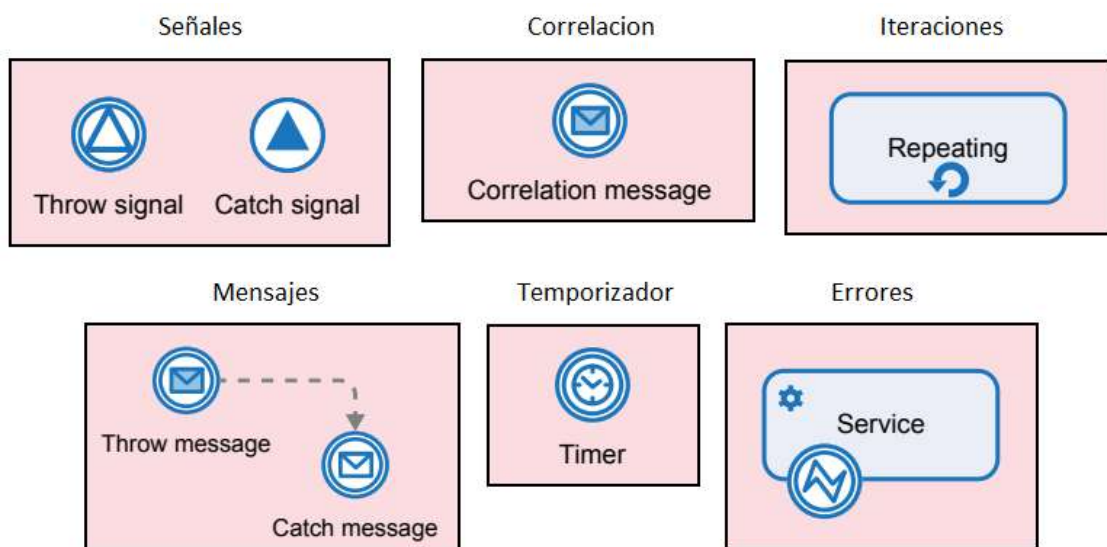 Señales
Correlacion
Iteraciones
Throw signal
Catch signal
Correlation message
Repeating
Mensajes
Temporizador
Errores
Throw message
Catch message
Timer
Service